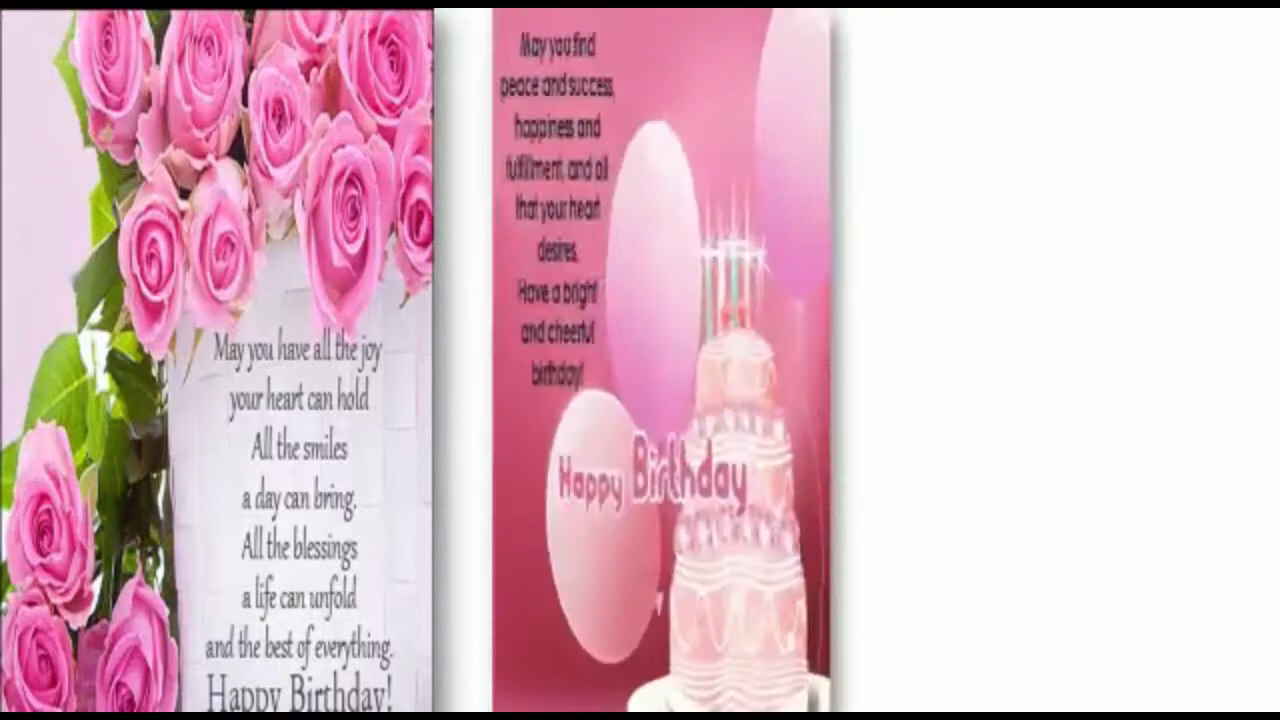 May you have all the joy
your heart can hold
All the smiles
a day can bring.
All the blessings
a life can unfold
and the best of everything.
Happy Birthday!
May you find
peace and success,
happiness and
fulfillment, and all
that your heart
desires.
Have a bright
and cheerful
birthday!
Happy Birthday